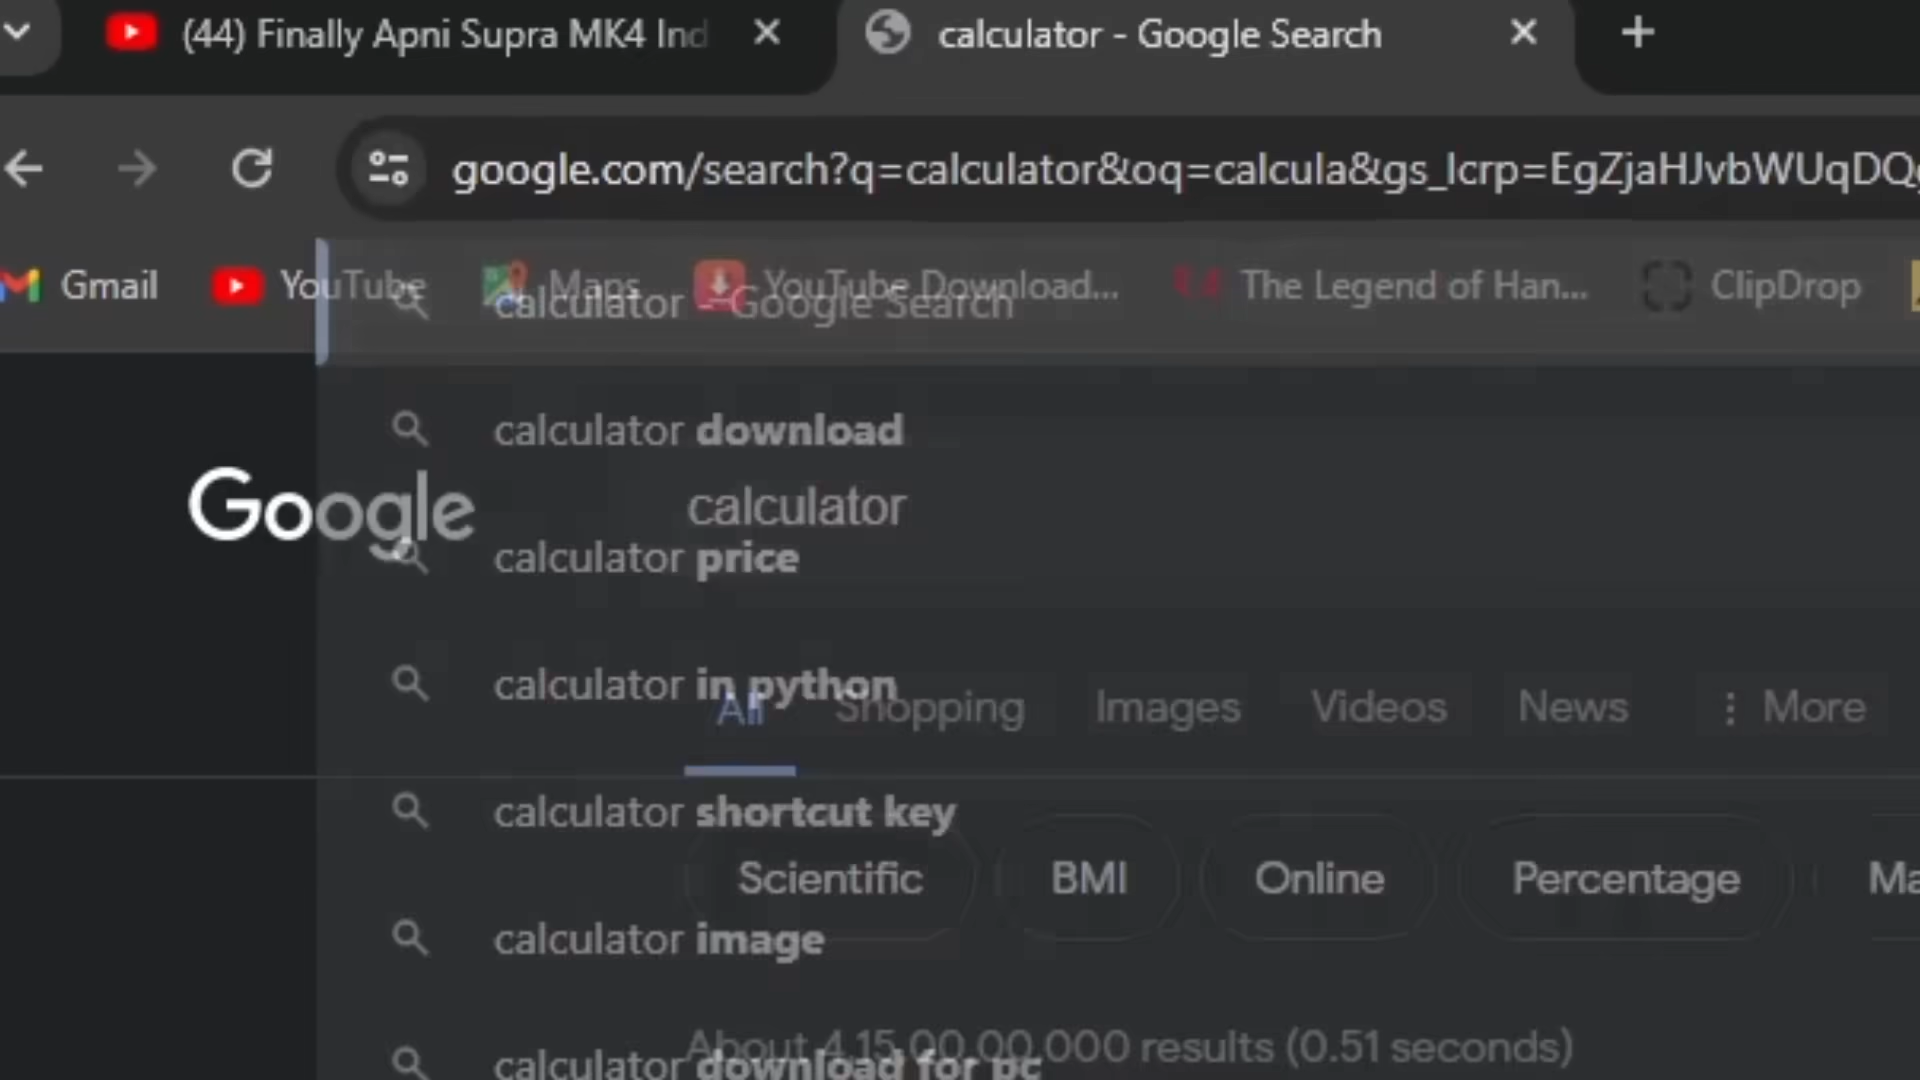 (44) Finally Apni Supra MK4 Ind
calculator - Google Search
google.com/search?q=calculator&oq=calcula&gs_lcrp=EgZjaHJvbWUqDQg
Gmail YouTube Maps YouTube Download... The Legend of Han... ClipDrop
calculator - Google Search
calculator download
Google calculator
calculator price
calculator in python
All Shopping Images Videos News More
calculator shortcut key
Scientific BMI Online Percentage Ma
calculator image
About 4,15,00,00,000 results (0.51 seconds)
calculator download for pc